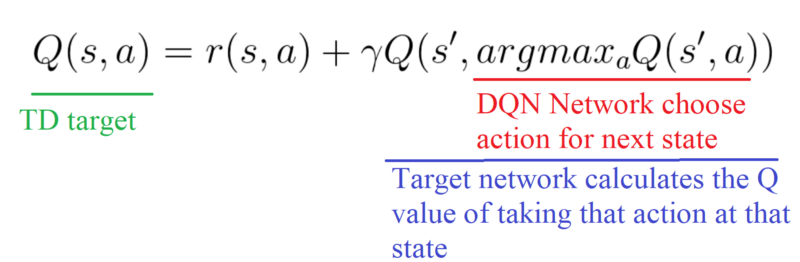 Q(s, a) = r(s, a) + γQ(s′, argmaxₐQ(s′, a))
TD target
DQN Network choose
action for next state
Target network calculates the Q
value of taking that action at that
state